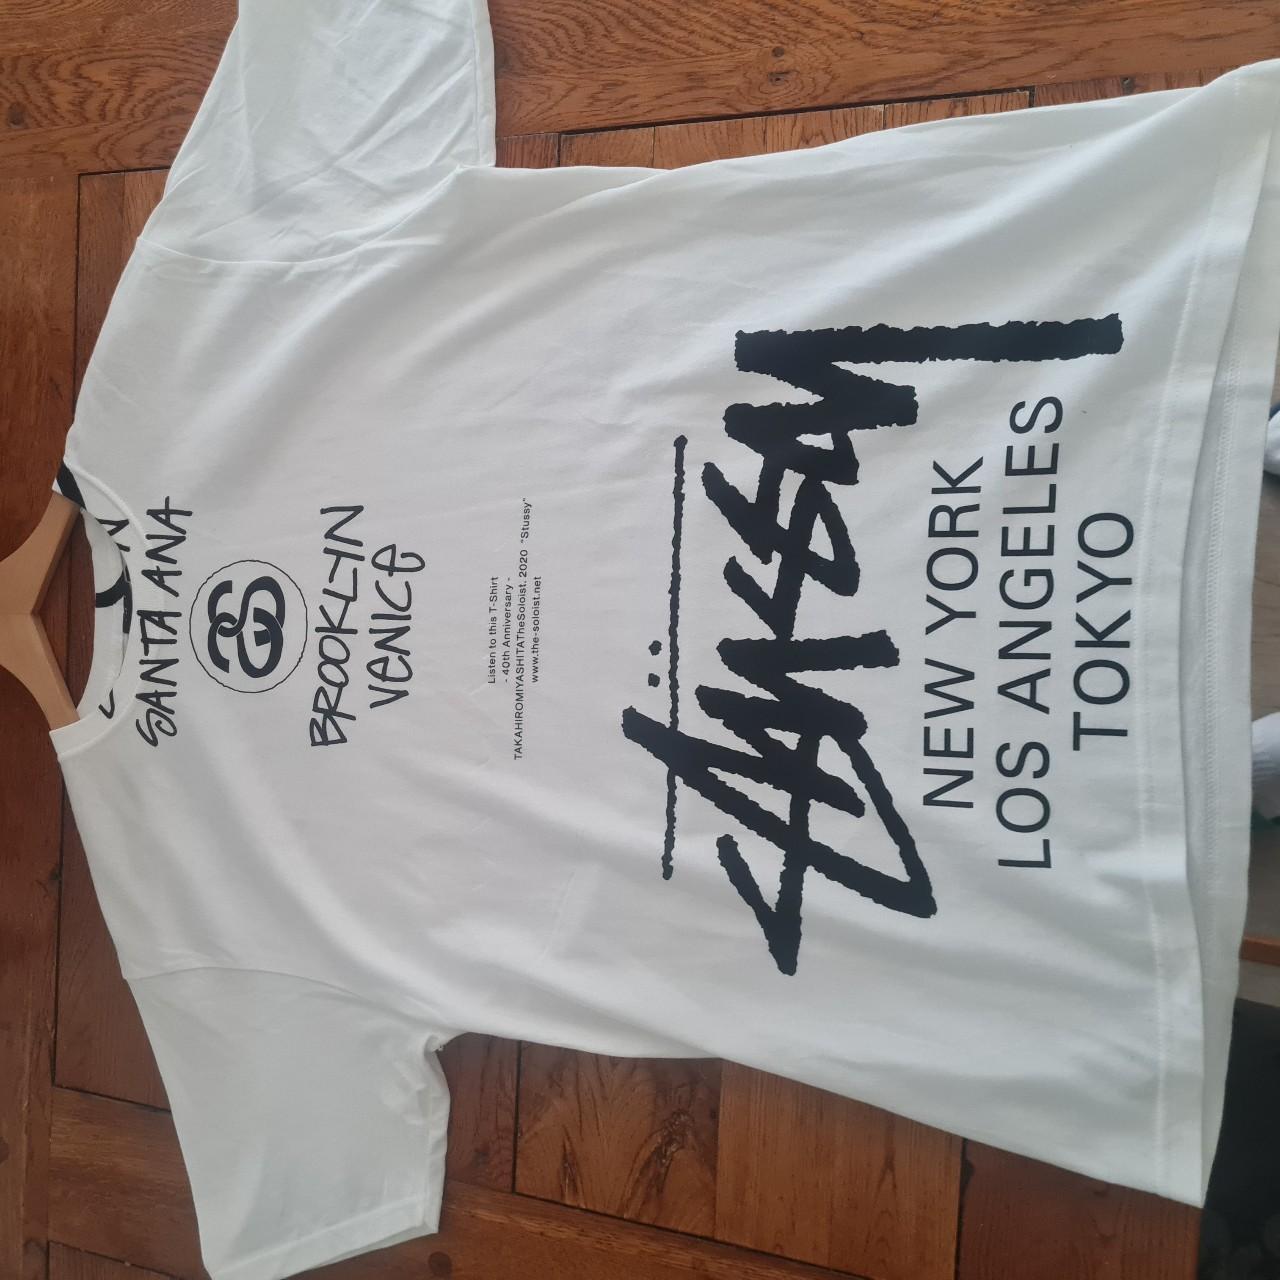 SANTA ANA
SS
BROOKLYN
VENICE
Listen to this T-Shirt
- 40th Anniversary -
TAKAHIROMIYASHITATheSoloist. 2020 "Stussy"
www.the-soloist.net
Stüssy
NEW YORK
LOS ANGELES
TOKYO